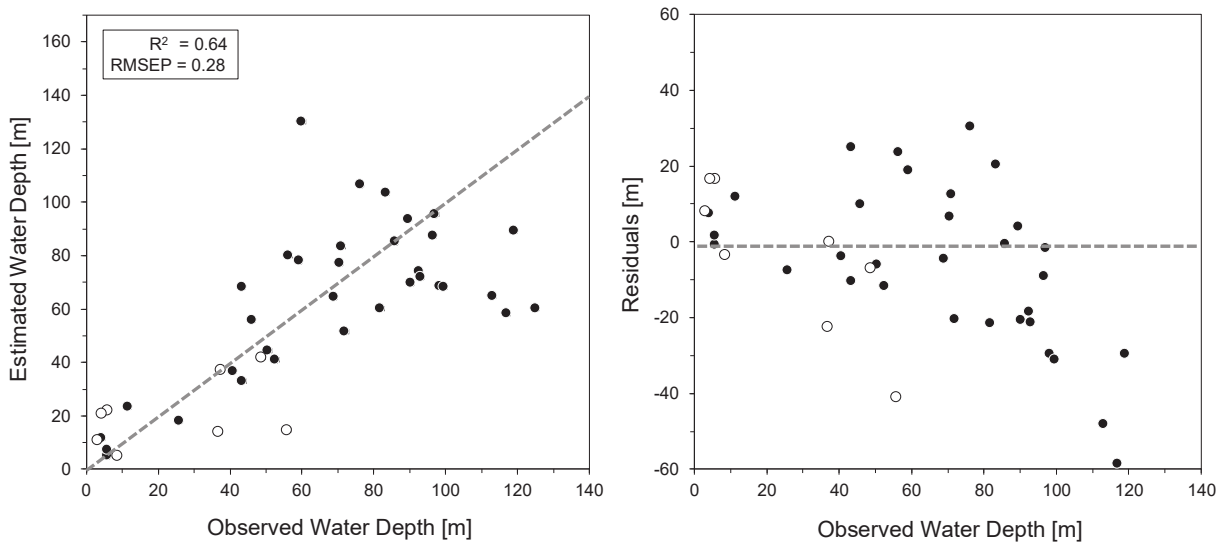 R² = 0.64
RMSEP = 0.28
160
140
120
100
80
60
40
20
0
Estimated Water Depth [m]
0 20 40 60 80 100 120 140
Observed Water Depth [m]
60
40
20
0
-20
-40
-60
Residuals [m]
0 20 40 60 80 100 120 140
Observed Water Depth [m]